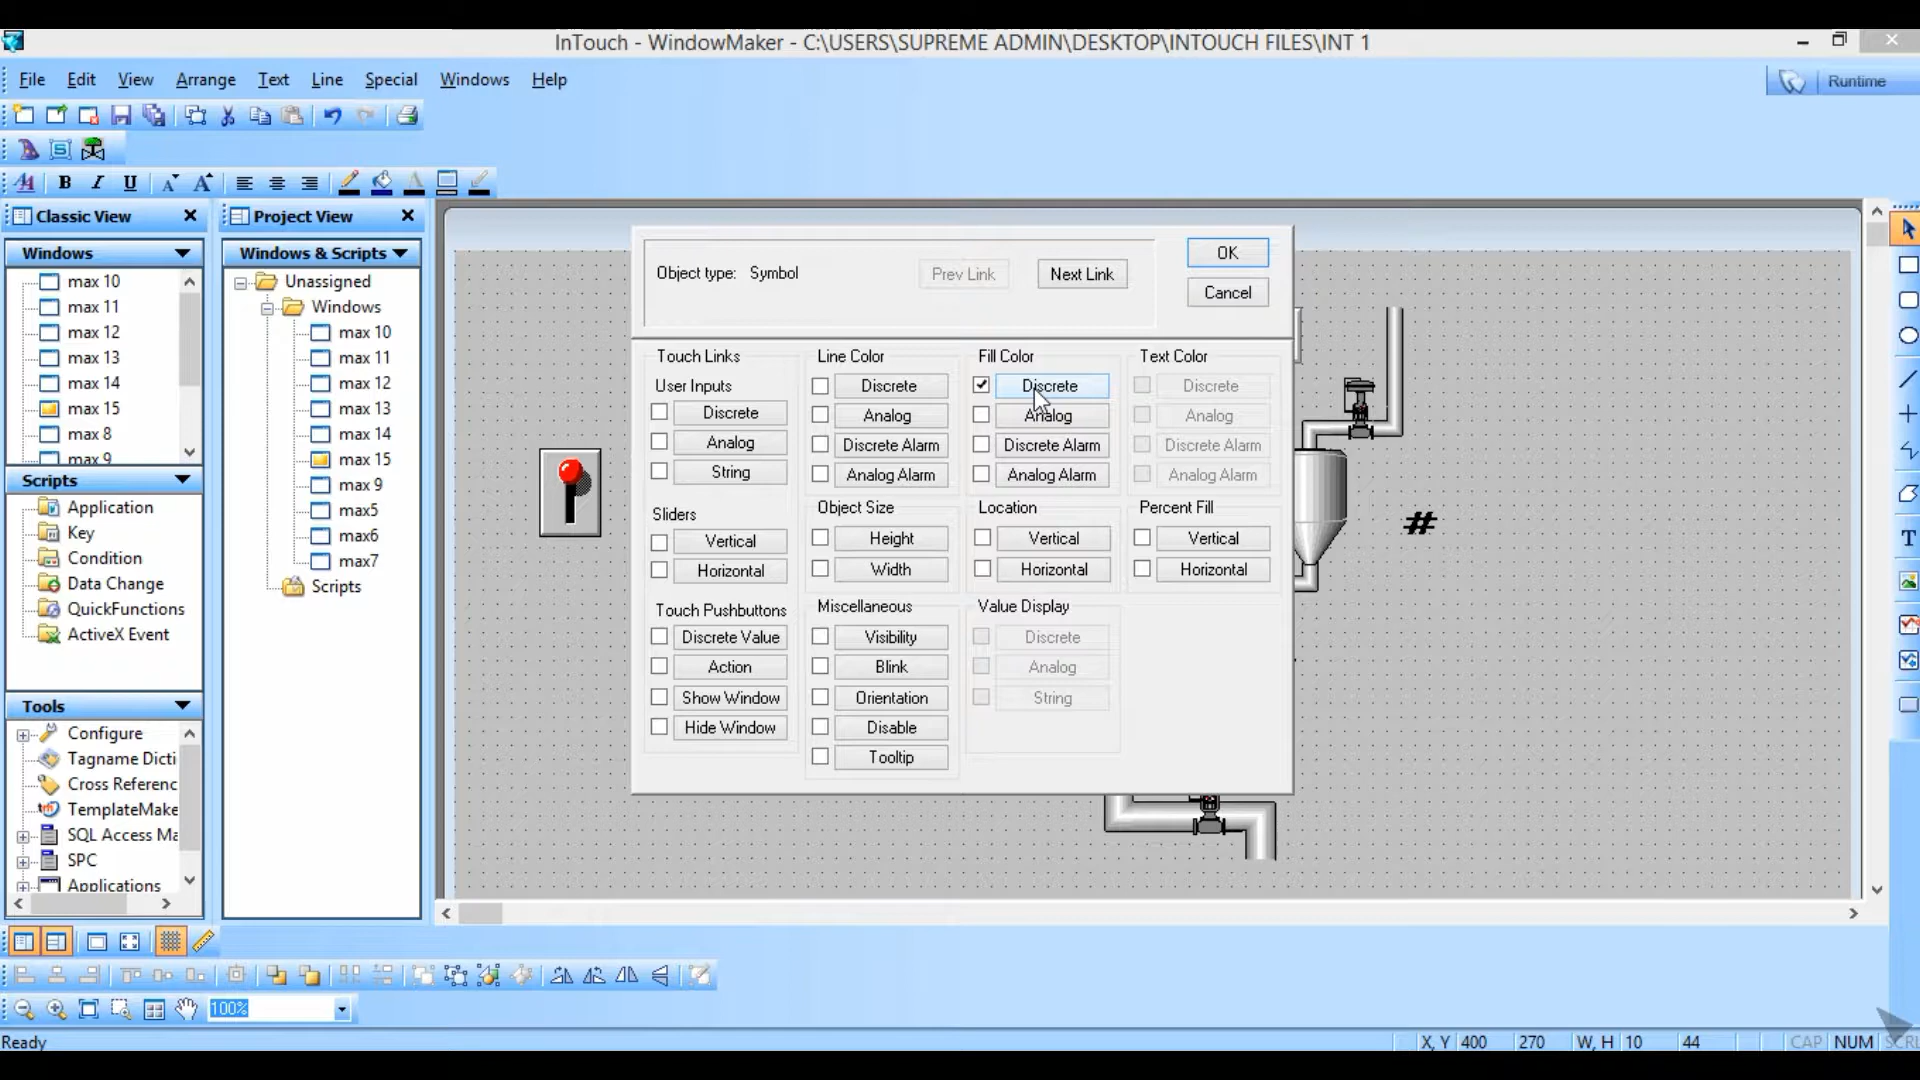 InTouch - WindowMaker - C:\USERS\SUPREME ADMIN\DESKTOP\INTOUCH FILES\INT 1
File Edit View Arrange Text Line Special Windows Help
Runtime
B I U A A
Classic View
Project View
Windows
Windows & Scripts
max 10
max 11
max 12
max 13
max 14
max 15
max 8
max 9
Scripts
Application
Key
Condition
Data Change
QuickFunctions
ActiveX Event
Tools
Configure
Tagname Dicti
Cross Referenc
TemplateMake
SQL Access Ma
SPC
Applications
Unassigned
Windows
max 10
max 11
max 12
max 13
max 14
max 15
max 9
max5
max6
max7
Scripts
Object type: Symbol
Prev Link
Next Link
OK
Cancel
Touch Links
User Inputs
Discrete
Analog
String
Sliders
Vertical
Horizontal
Touch Pushbuttons
Discrete Value
Action
Show Window
Hide Window
Line Color
Discrete
Analog
Discrete Alarm
Analog Alarm
Object Size
Height
Width
Miscellaneous
Visibility
Blink
Orientation
Disable
Tooltip
Fill Color
Discrete
Analog
Discrete Alarm
Analog Alarm
Location
Vertical
Horizontal
Value Display
Discrete
Analog
String
Text Color
Discrete
Analog
Discrete Alarm
Analog Alarm
Percent Fill
Vertical
Horizontal
#
T
100%
Ready
X, Y 400 270 W, H 10 44 CAP NUM SCRL